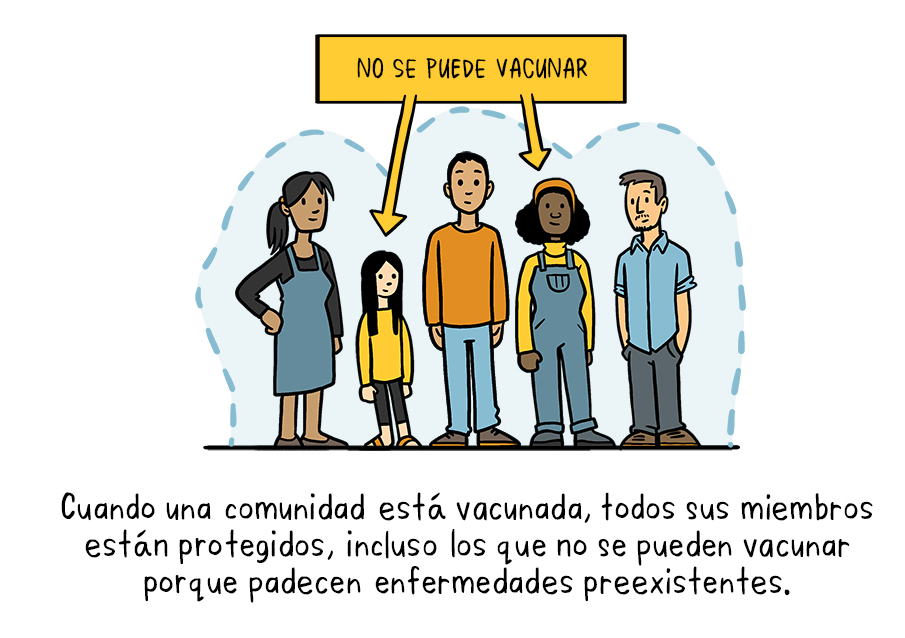 NO SE PUEDE VACUNAR
Cuando una comunidad está vacunada, todos sus miembros
están protegidos, incluso los que no se pueden vacunar
porque padecen enfermedades preexistentes.